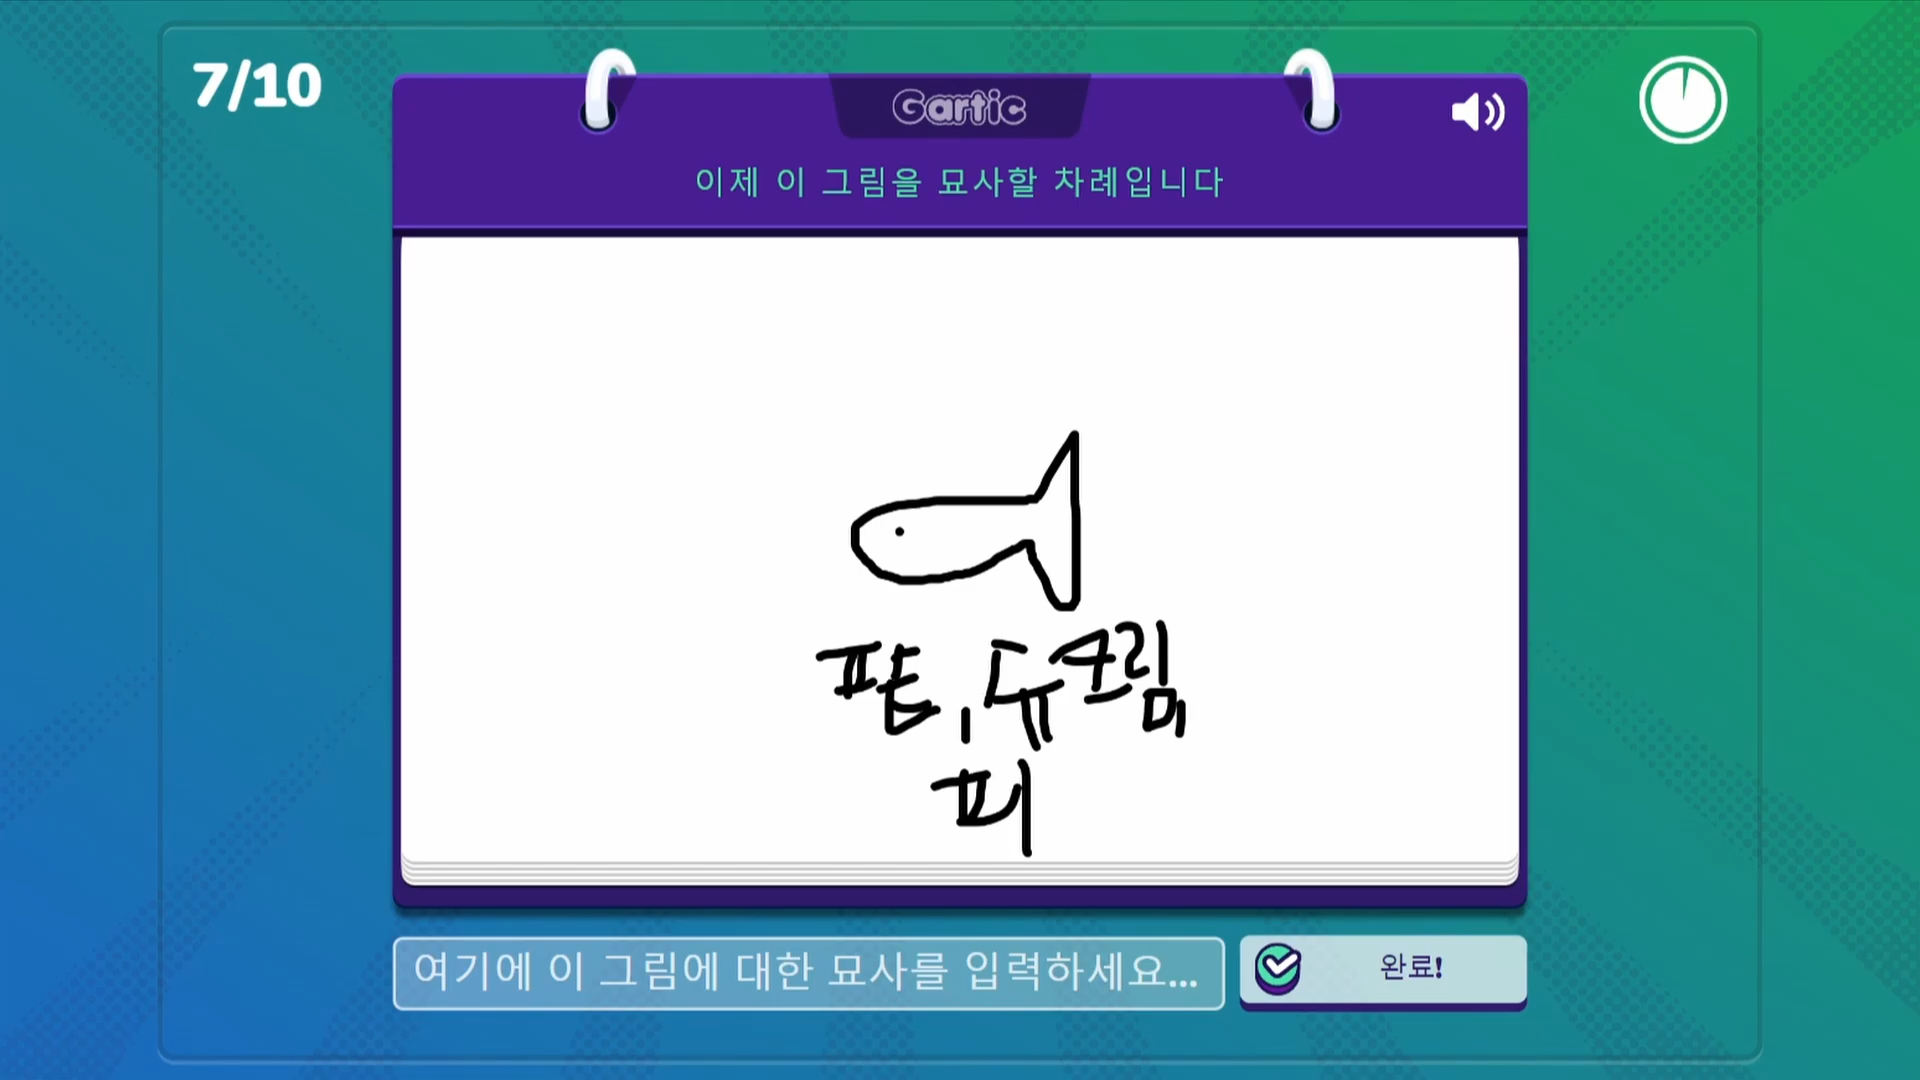 7/10
Gartic
이제 이 그림을 묘사할 차례입니다
팥, 듀크림,
피
여기에 이 그림에 대한 묘사를 입력하세요...
완료!